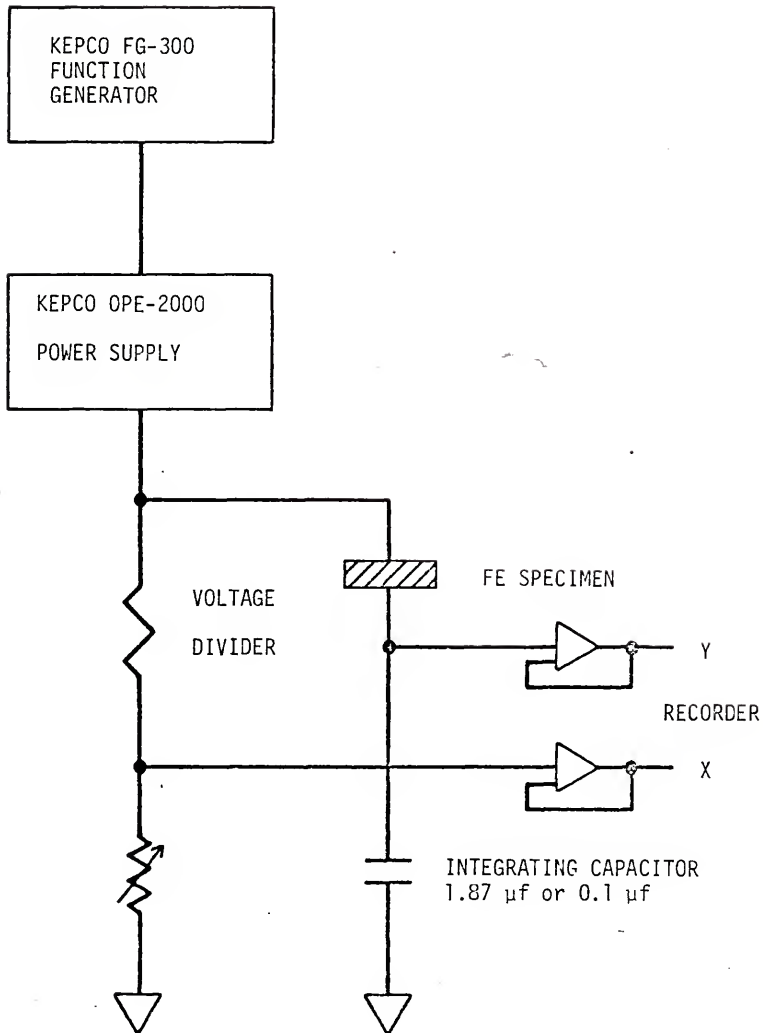 KEPCO FG-300
FUNCTION
GENERATOR
KEPCO OPE-2000
POWER SUPPLY
VOLTAGE
DIVIDER
FE SPECIMEN
Y
RECORDER
X
INTEGRATING CAPACITOR
1.87 µf or 0.1 µf